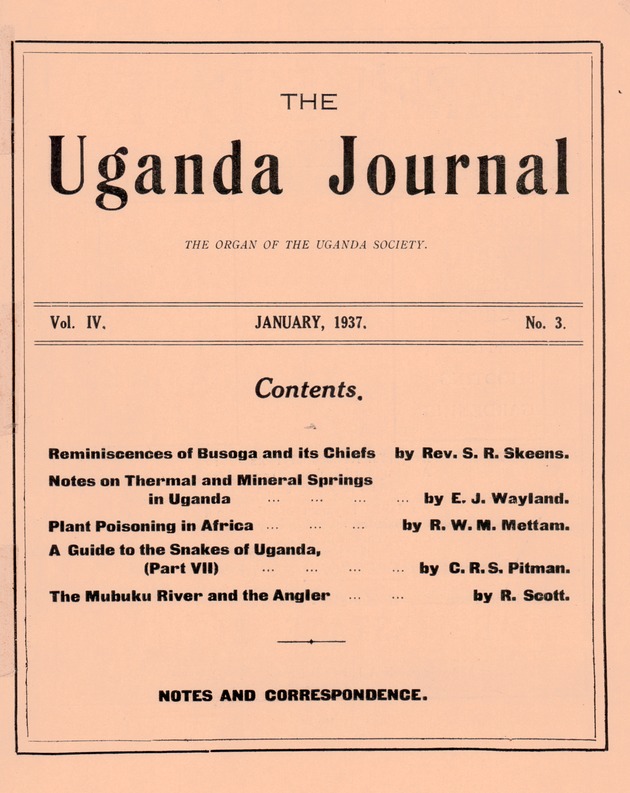 THE
Uganda Journal
THE ORGAN OF THE UGANDA SOCIETY.
Vol. IV. JANUARY, 1937. No. 3.
Contents.
Reminiscences of Busoga and its Chiefs by Rev. S. R. Skeens.
Notes on Thermal and Mineral Springs
in Uganda ... ... ... ... by E. J. Wayland.
Plant Poisoning in Africa ... ... ... by R. W. M. Mettam.
A Guide to the Snakes of Uganda,
(Part VII) ... ... ... ... by C. R. S. Pitman.
The Mubuku River and the Angler ... ... by R. Scott.
NOTES AND CORRESPONDENCE.